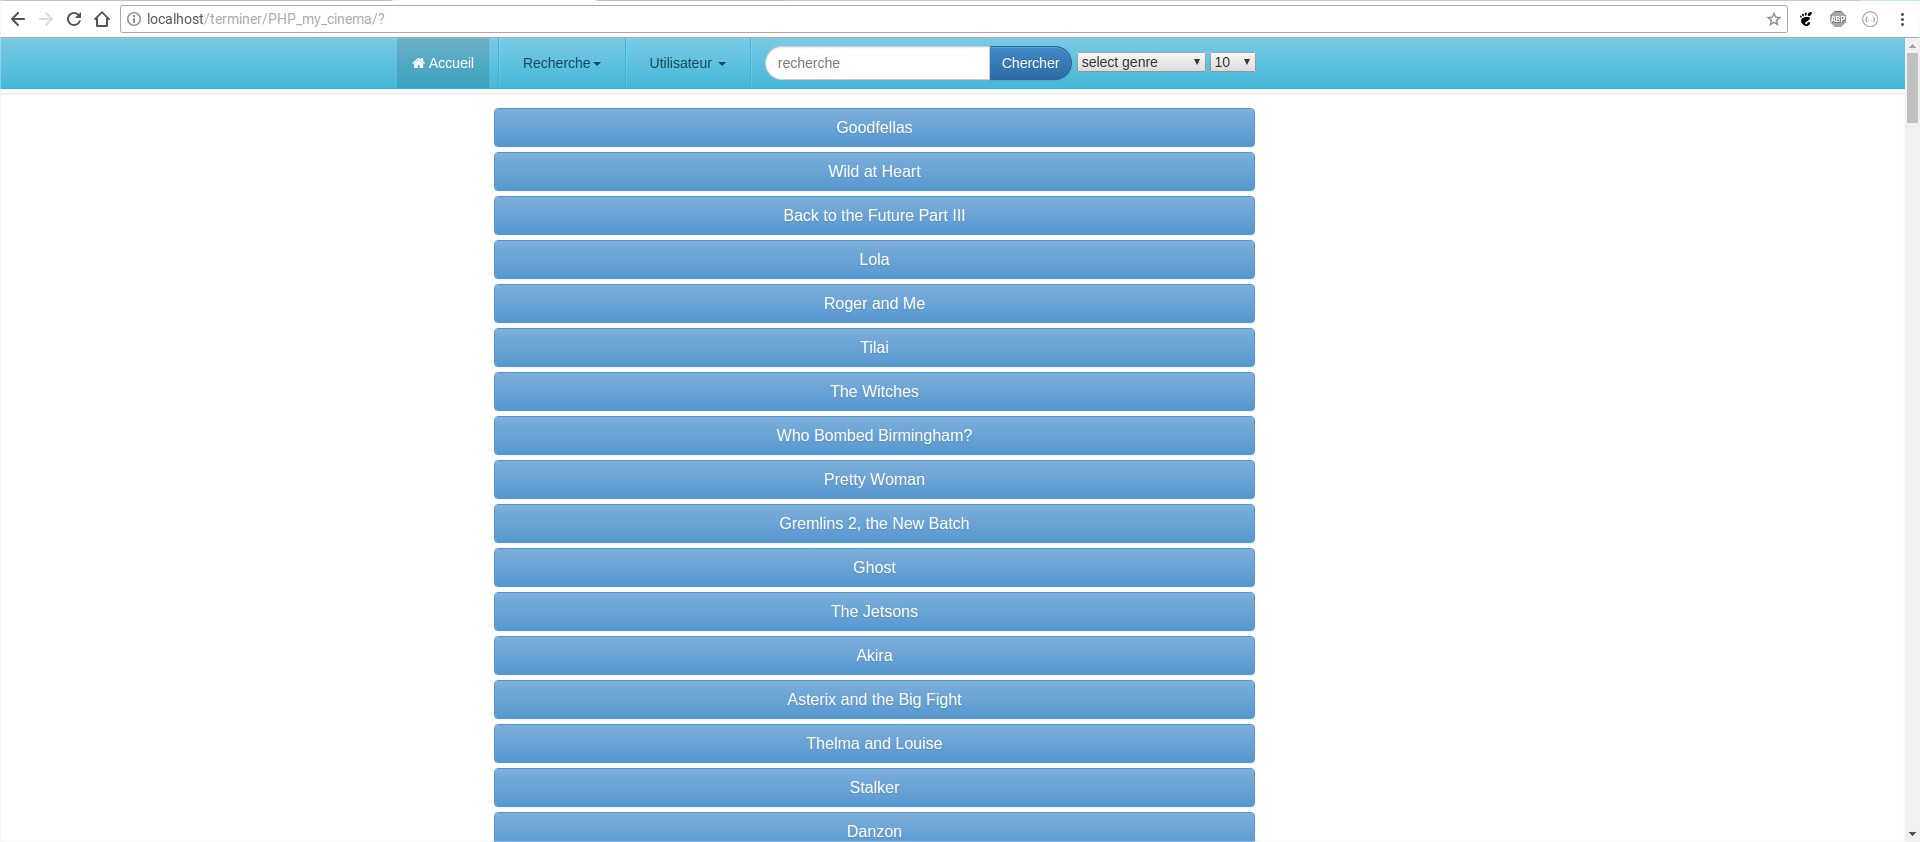 localhost/terminer/PHP_my_cinema/?
ABP
Accueil Recherche Utilisateur recherche Chercher select genre 10
Goodfellas
Wild at Heart
Back to the Future Part III
Lola
Roger and Me
Tilai
The Witches
Who Bombed Birmingham?
Pretty Woman
Gremlins 2, the New Batch
Ghost
The Jetsons
Akira
Asterix and the Big Fight
Thelma and Louise
Stalker
Danzon